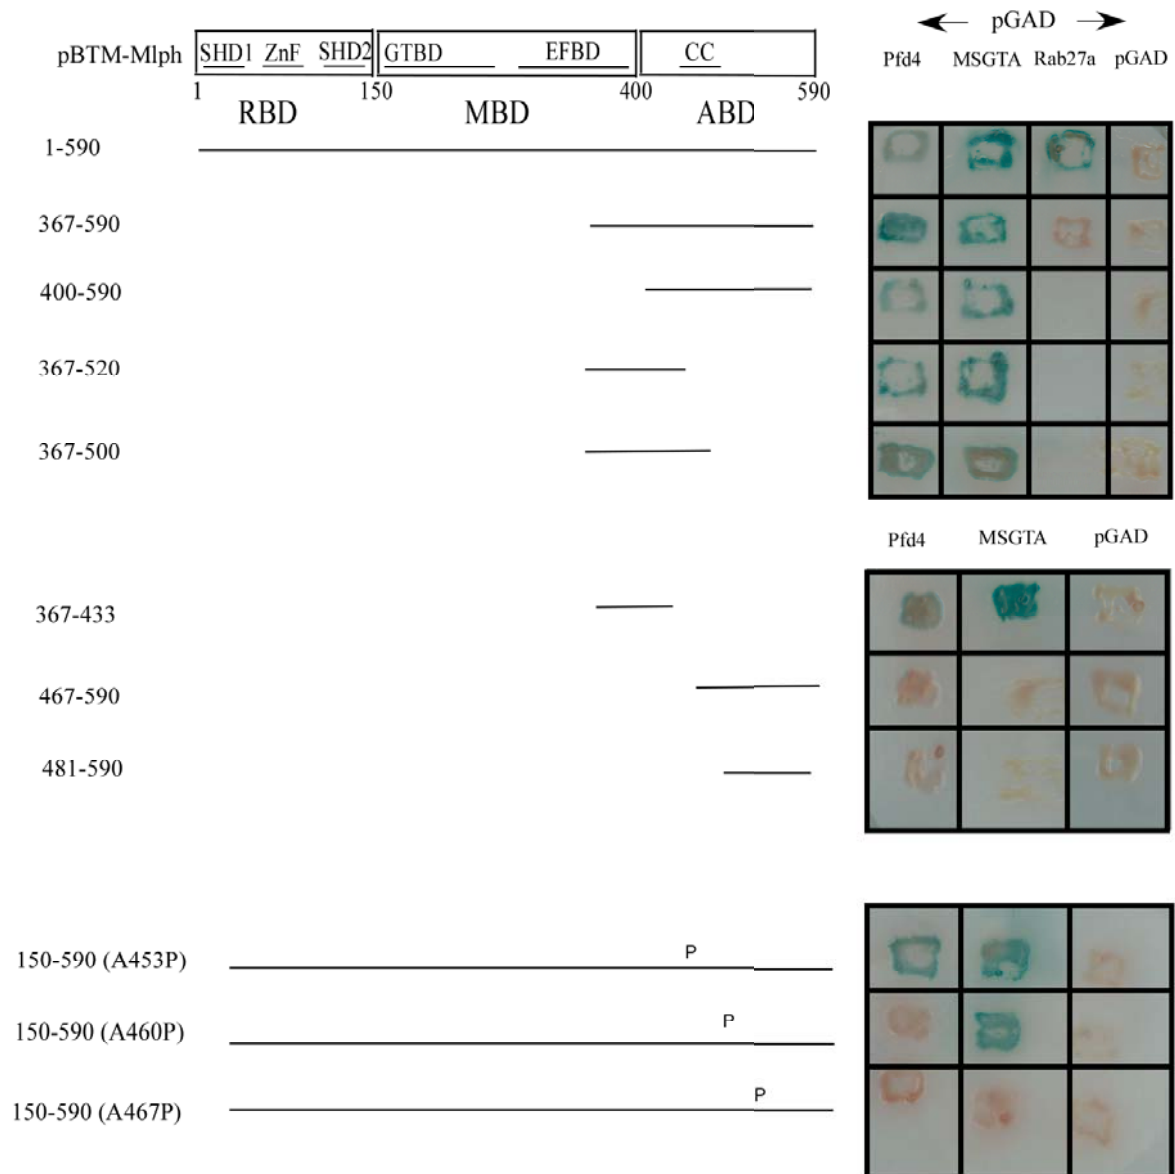 ← pGAD →
Pfd4 MSGTA Rab27a pGAD
pBTM-Mlph SHD1 ZnF SHD2 GTBD EFBD CC
1 150 400 590
RBD MBD ABD
1-590
367-590
400-590
367-520
367-500
Pfd4 MSGTA pGAD
367-433
467-590
481-590
150-590 (A453P) P
150-590 (A460P) P
150-590 (A467P) P